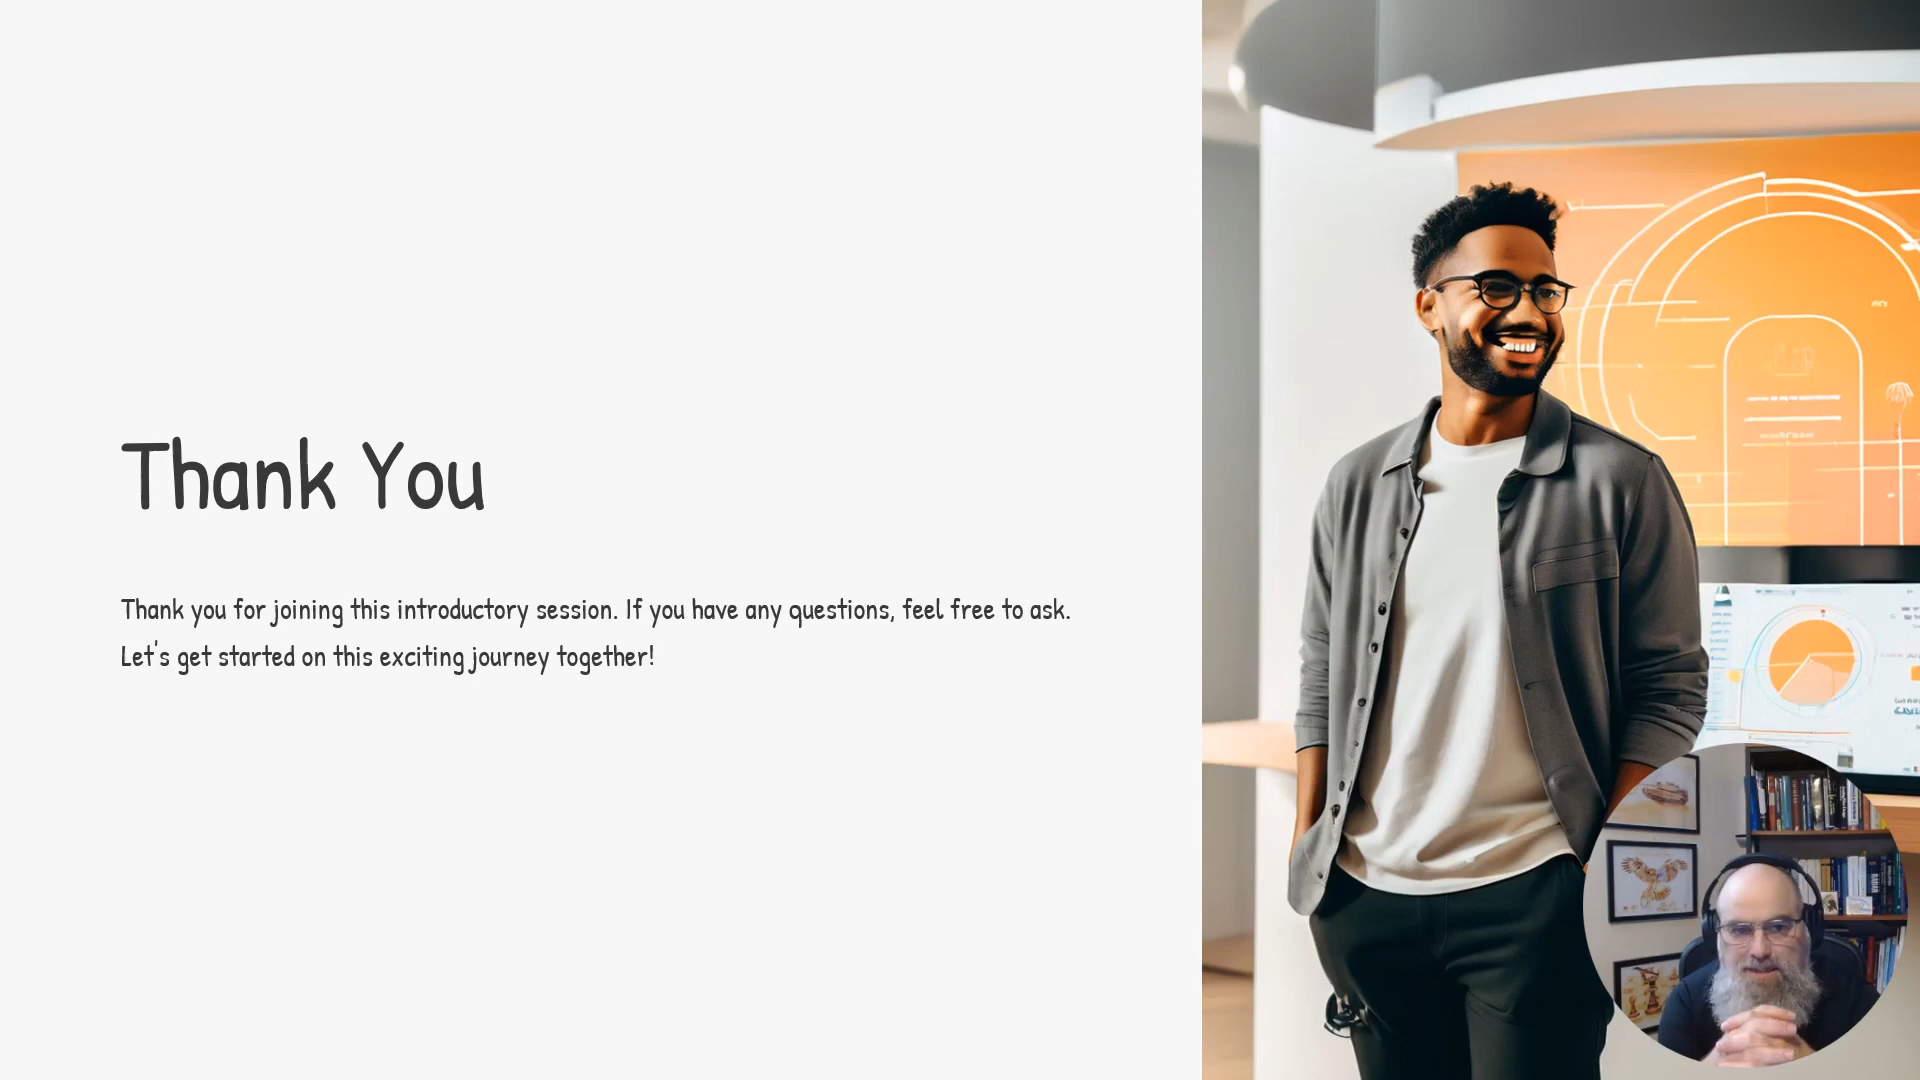 Thank You
Thank you for joining this introductory session. If you have any questions, feel free to ask.
Let's get started on this exciting journey together!